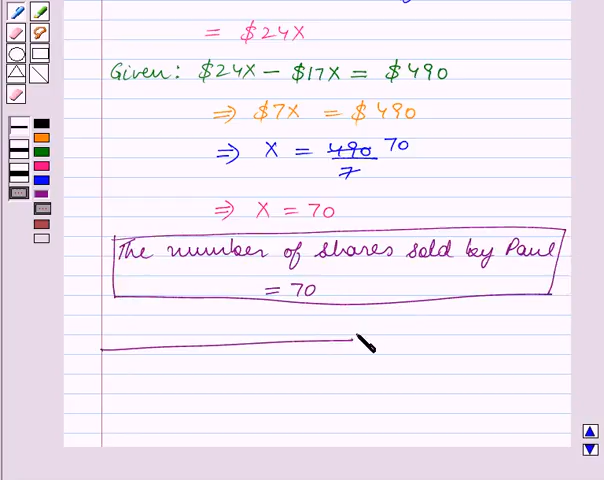 = $24X
Given: $24X - $17X = $490
⇒ $7X = $490
⇒ X = 490/7 70
⇒ X = 70
The number of shares sold by Paul
= 70